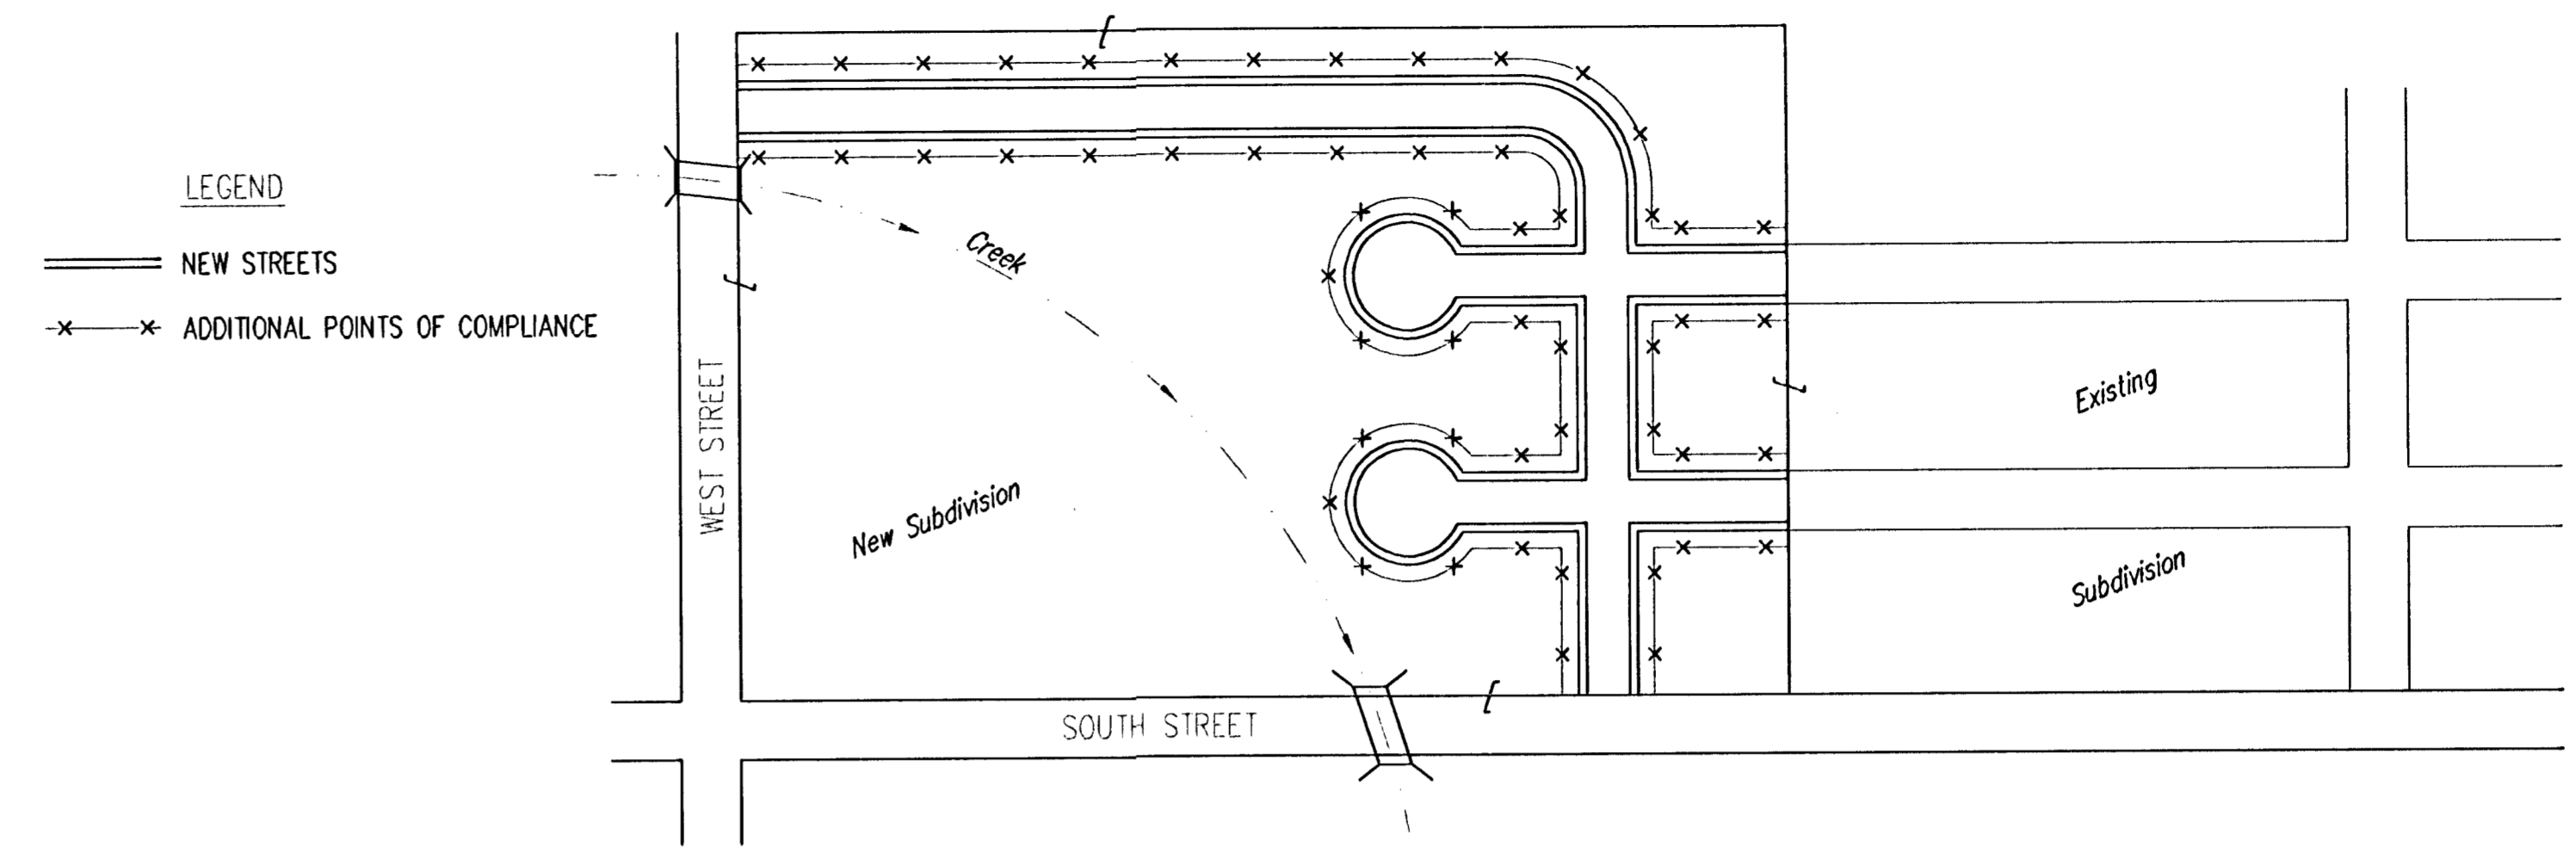 LEGEND
NEW STREETS
ADDITIONAL POINTS OF COMPLIANCE
WEST STREET
Creek
New Subdivision
SOUTH STREET
Existing
Subdivision